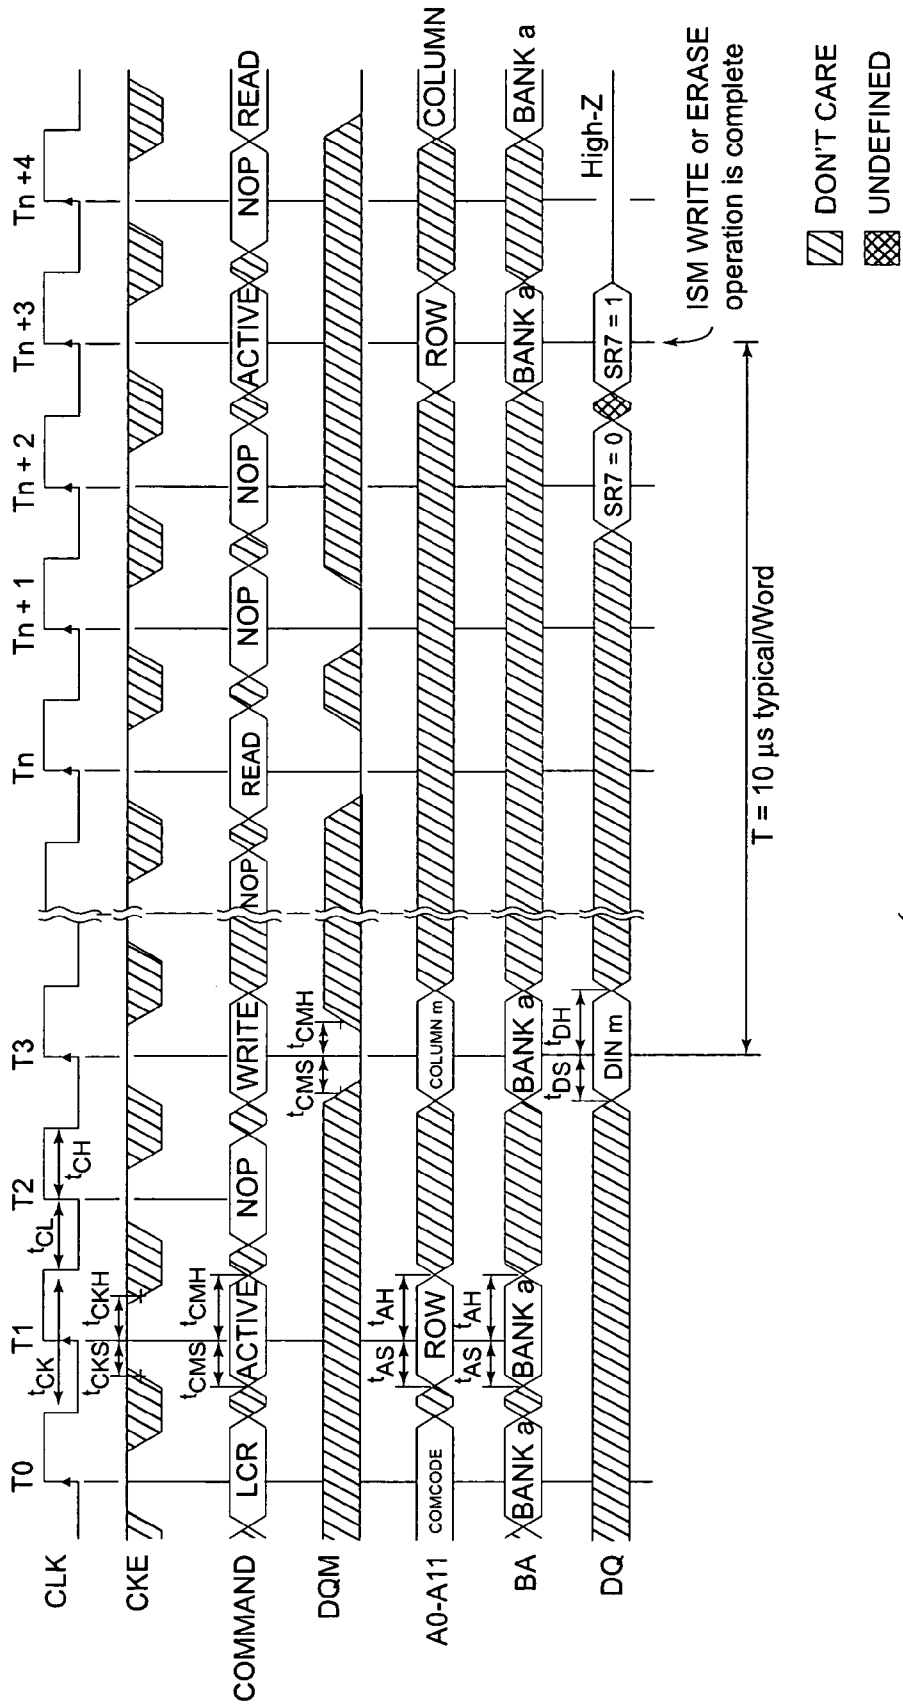 T0 T1 T2 T3 Tn Tn + 1 Tn + 2 Tn +3 Tn +4
CLK
tCK tCL tCH
CKE
tCKS tCKH
tCMS tCMH
COMMAND LCR ACTIVE NOP WRITE NOP READ NOP NOP ACTIVE NOP READ
tCMS tCMH
DQM
tAS tAH
A0-A11 COMCODE ROW COLUMN m ROW COLUMN
tAS tAH
BA BANK a BANK a BANK a BANK a BANK a
tDS tDH
DQ DIN m SR7 = 0 SR7 = 1 High-Z
T = 10 µs typical/Word
ISM WRITE or ERASE
operation is complete
DON'T CARE
UNDEFINED